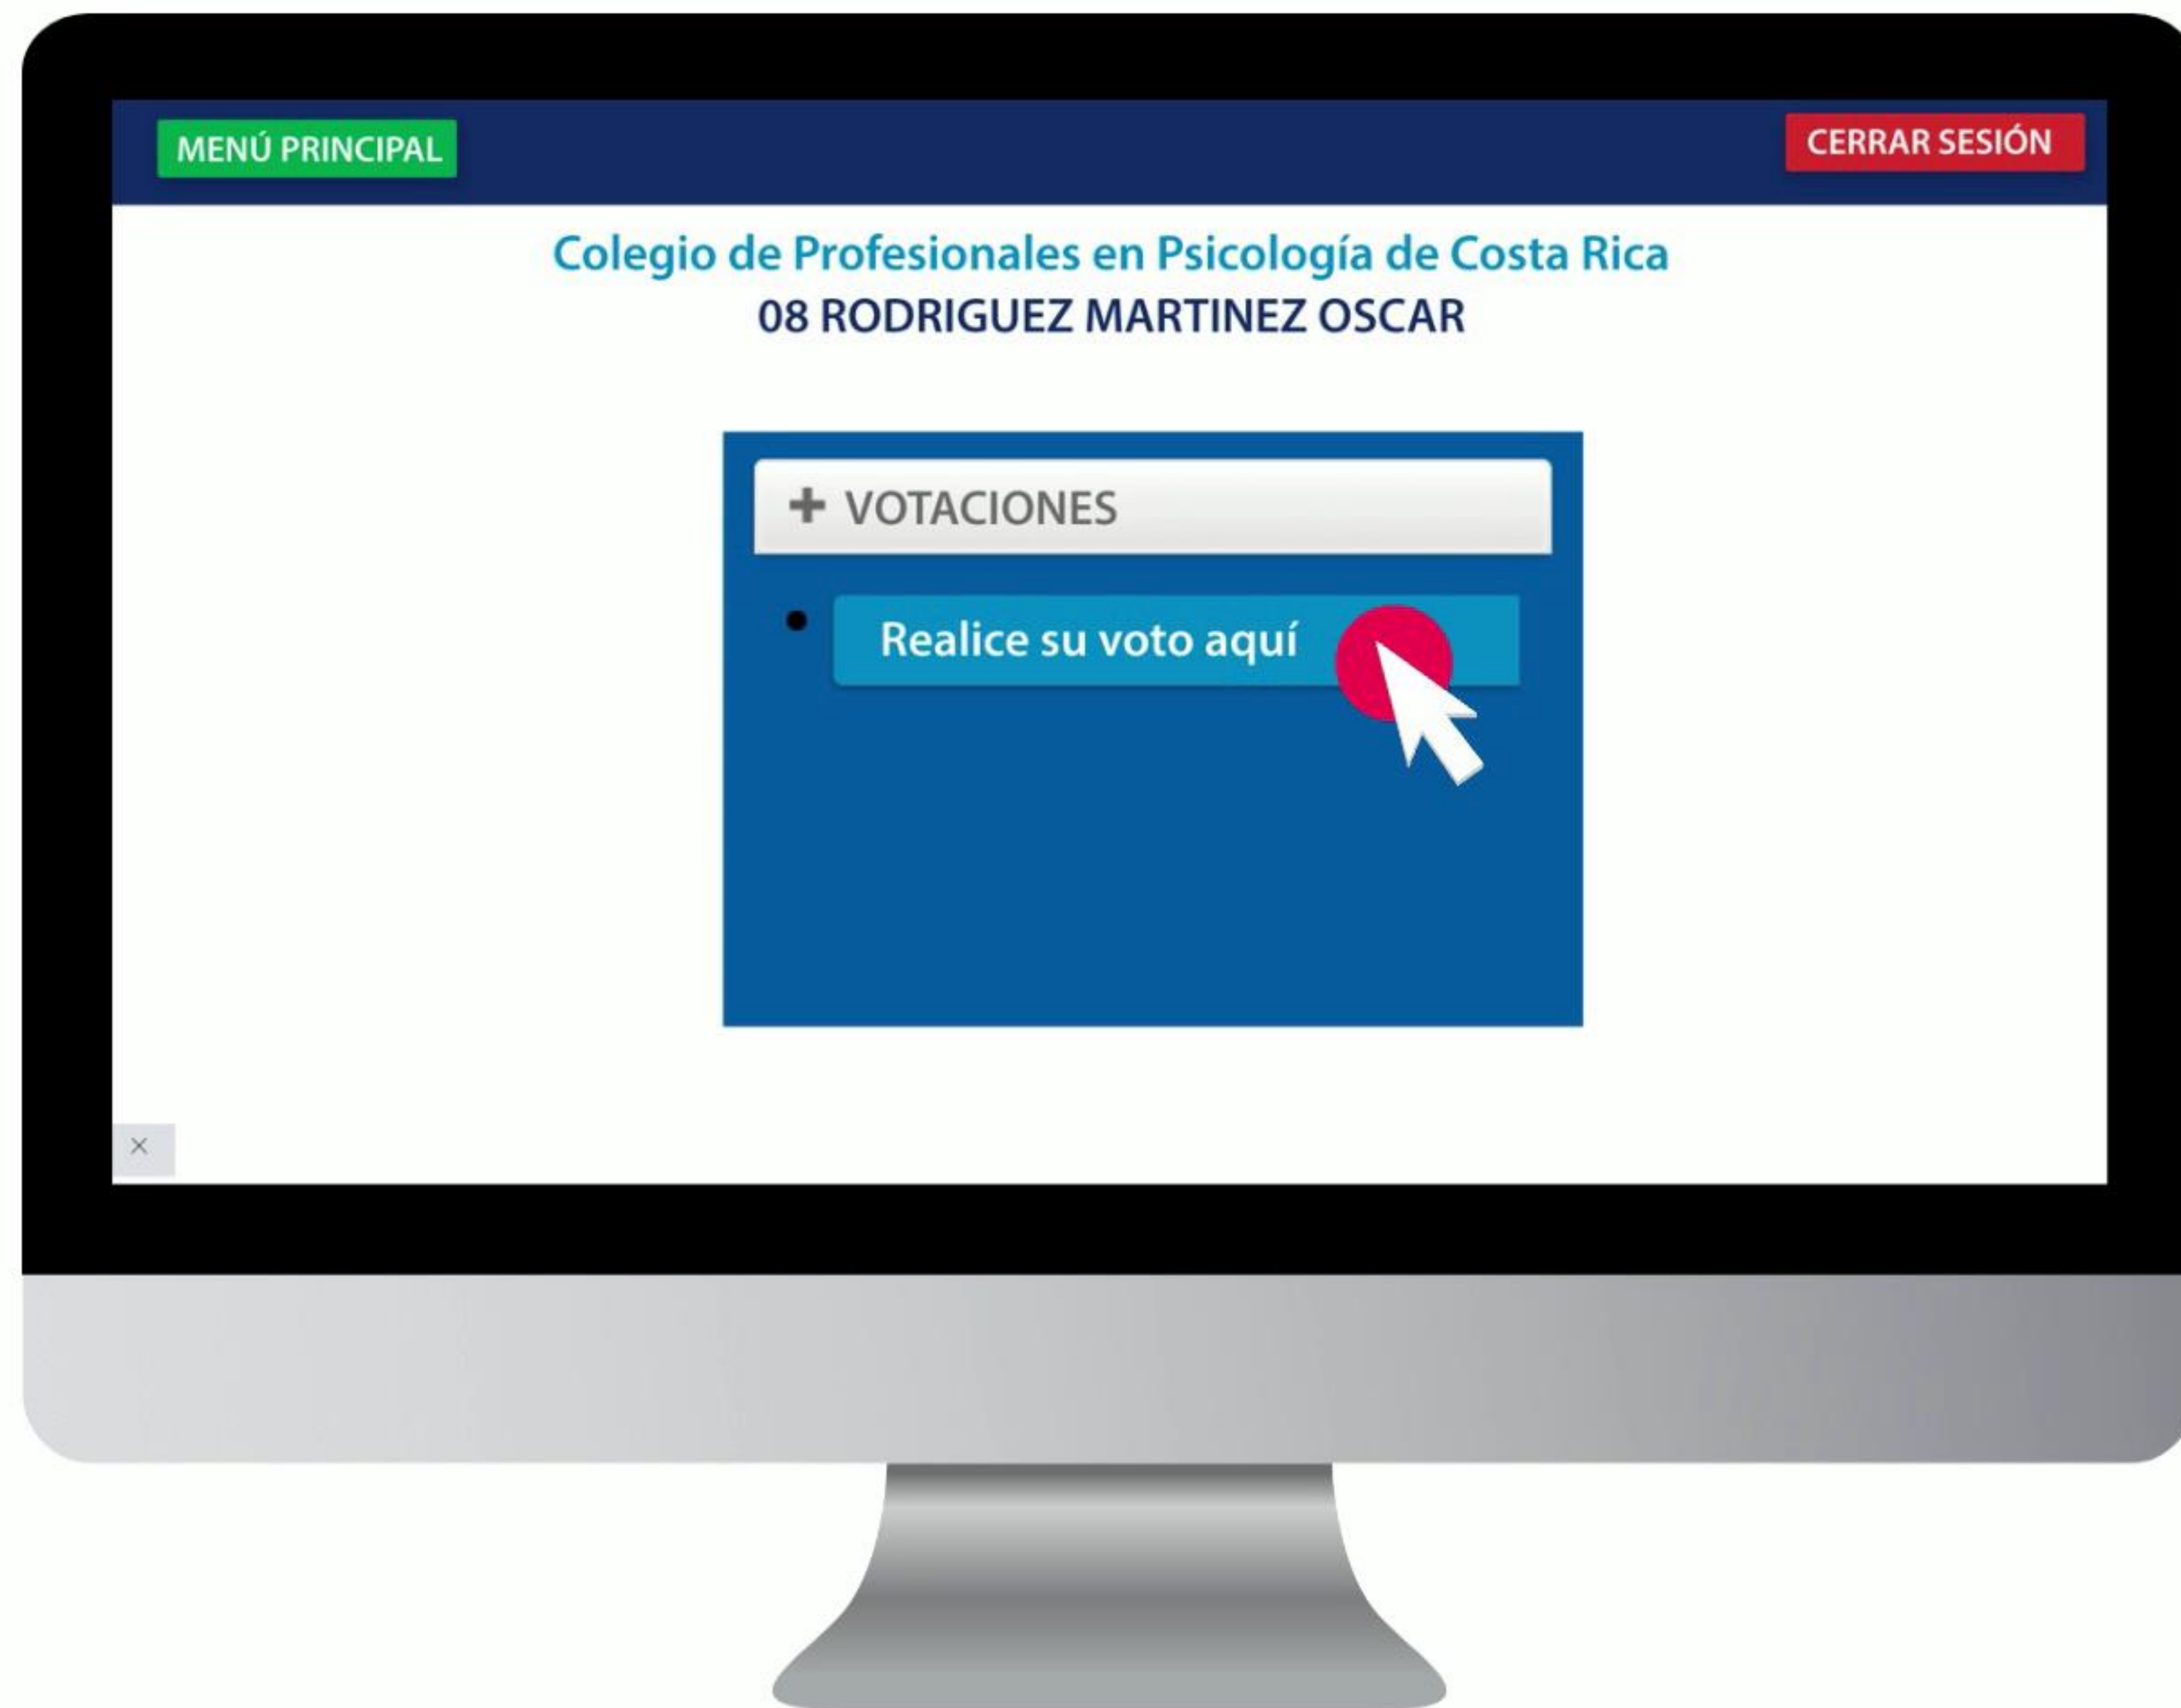 MENÚ PRINCIPAL
CERRAR SESIÓN
Colegio de Profesionales en Psicología de Costa Rica
08 RODRIGUEZ MARTINEZ OSCAR
+ VOTACIONES
• Realice su voto aquí
×